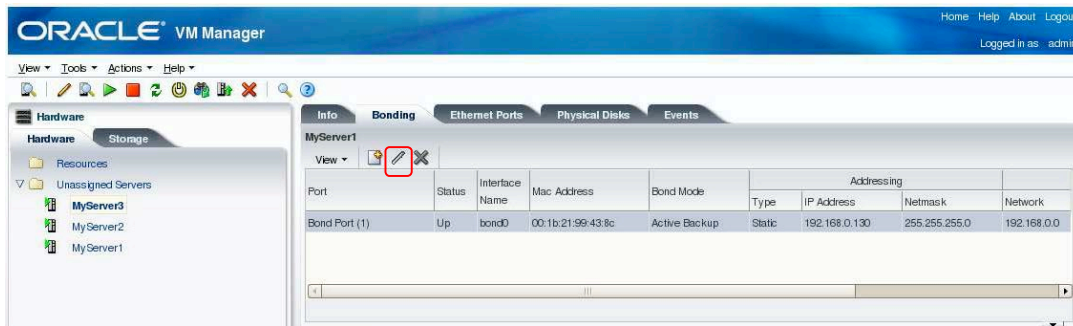 Home Help About Logou
ORACLE VM Manager
Logged in as admi
View Tools Actions Help
Hardware
Hardware Storage
Resources
Unassigned Servers
MyServer3
MyServer2
MyServer1
Info Bonding Ethernet Ports Physical Disks Events
MyServer1
View
Port Status Interface Name Mac Address Bond Mode Addressing
Type IP Address Netmask Network
Bond Port (1) Up bond0 00:1b:21:99:43:8c Active Backup Static 192.168.0.130 255.255.255.0 192.168.0.0